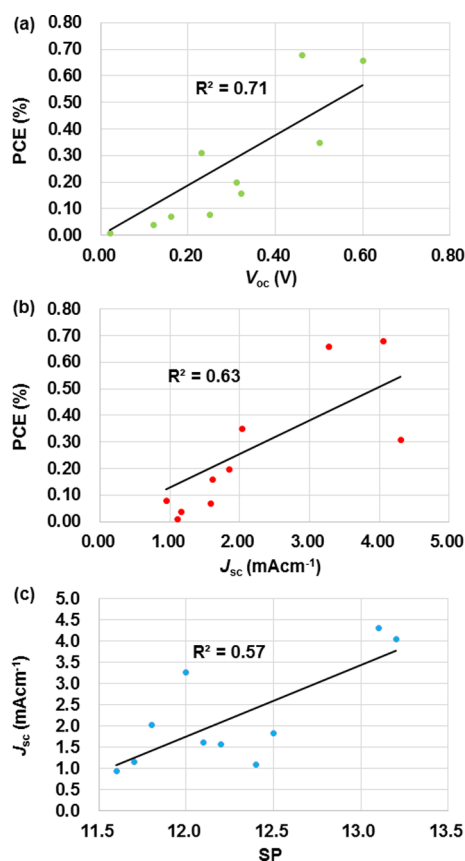 (a)
0.80
0.70
0.60
0.50
0.40
0.30
0.20
0.10
0.00
PCE (%)
R² = 0.71
0.00 0.20 0.40 0.60 0.80
Voc (V)
(b)
0.80
0.70
0.60
0.50
0.40
0.30
0.20
0.10
0.00
PCE (%)
R² = 0.63
0.00 1.00 2.00 3.00 4.00 5.00
Jsc (mAcm-1)
(c)
5.0
4.5
4.0
3.5
3.0
2.5
2.0
1.5
1.0
0.5
0.0
Jsc (mAcm-1)
R² = 0.57
11.5 12.0 12.5 13.0 13.5
SP